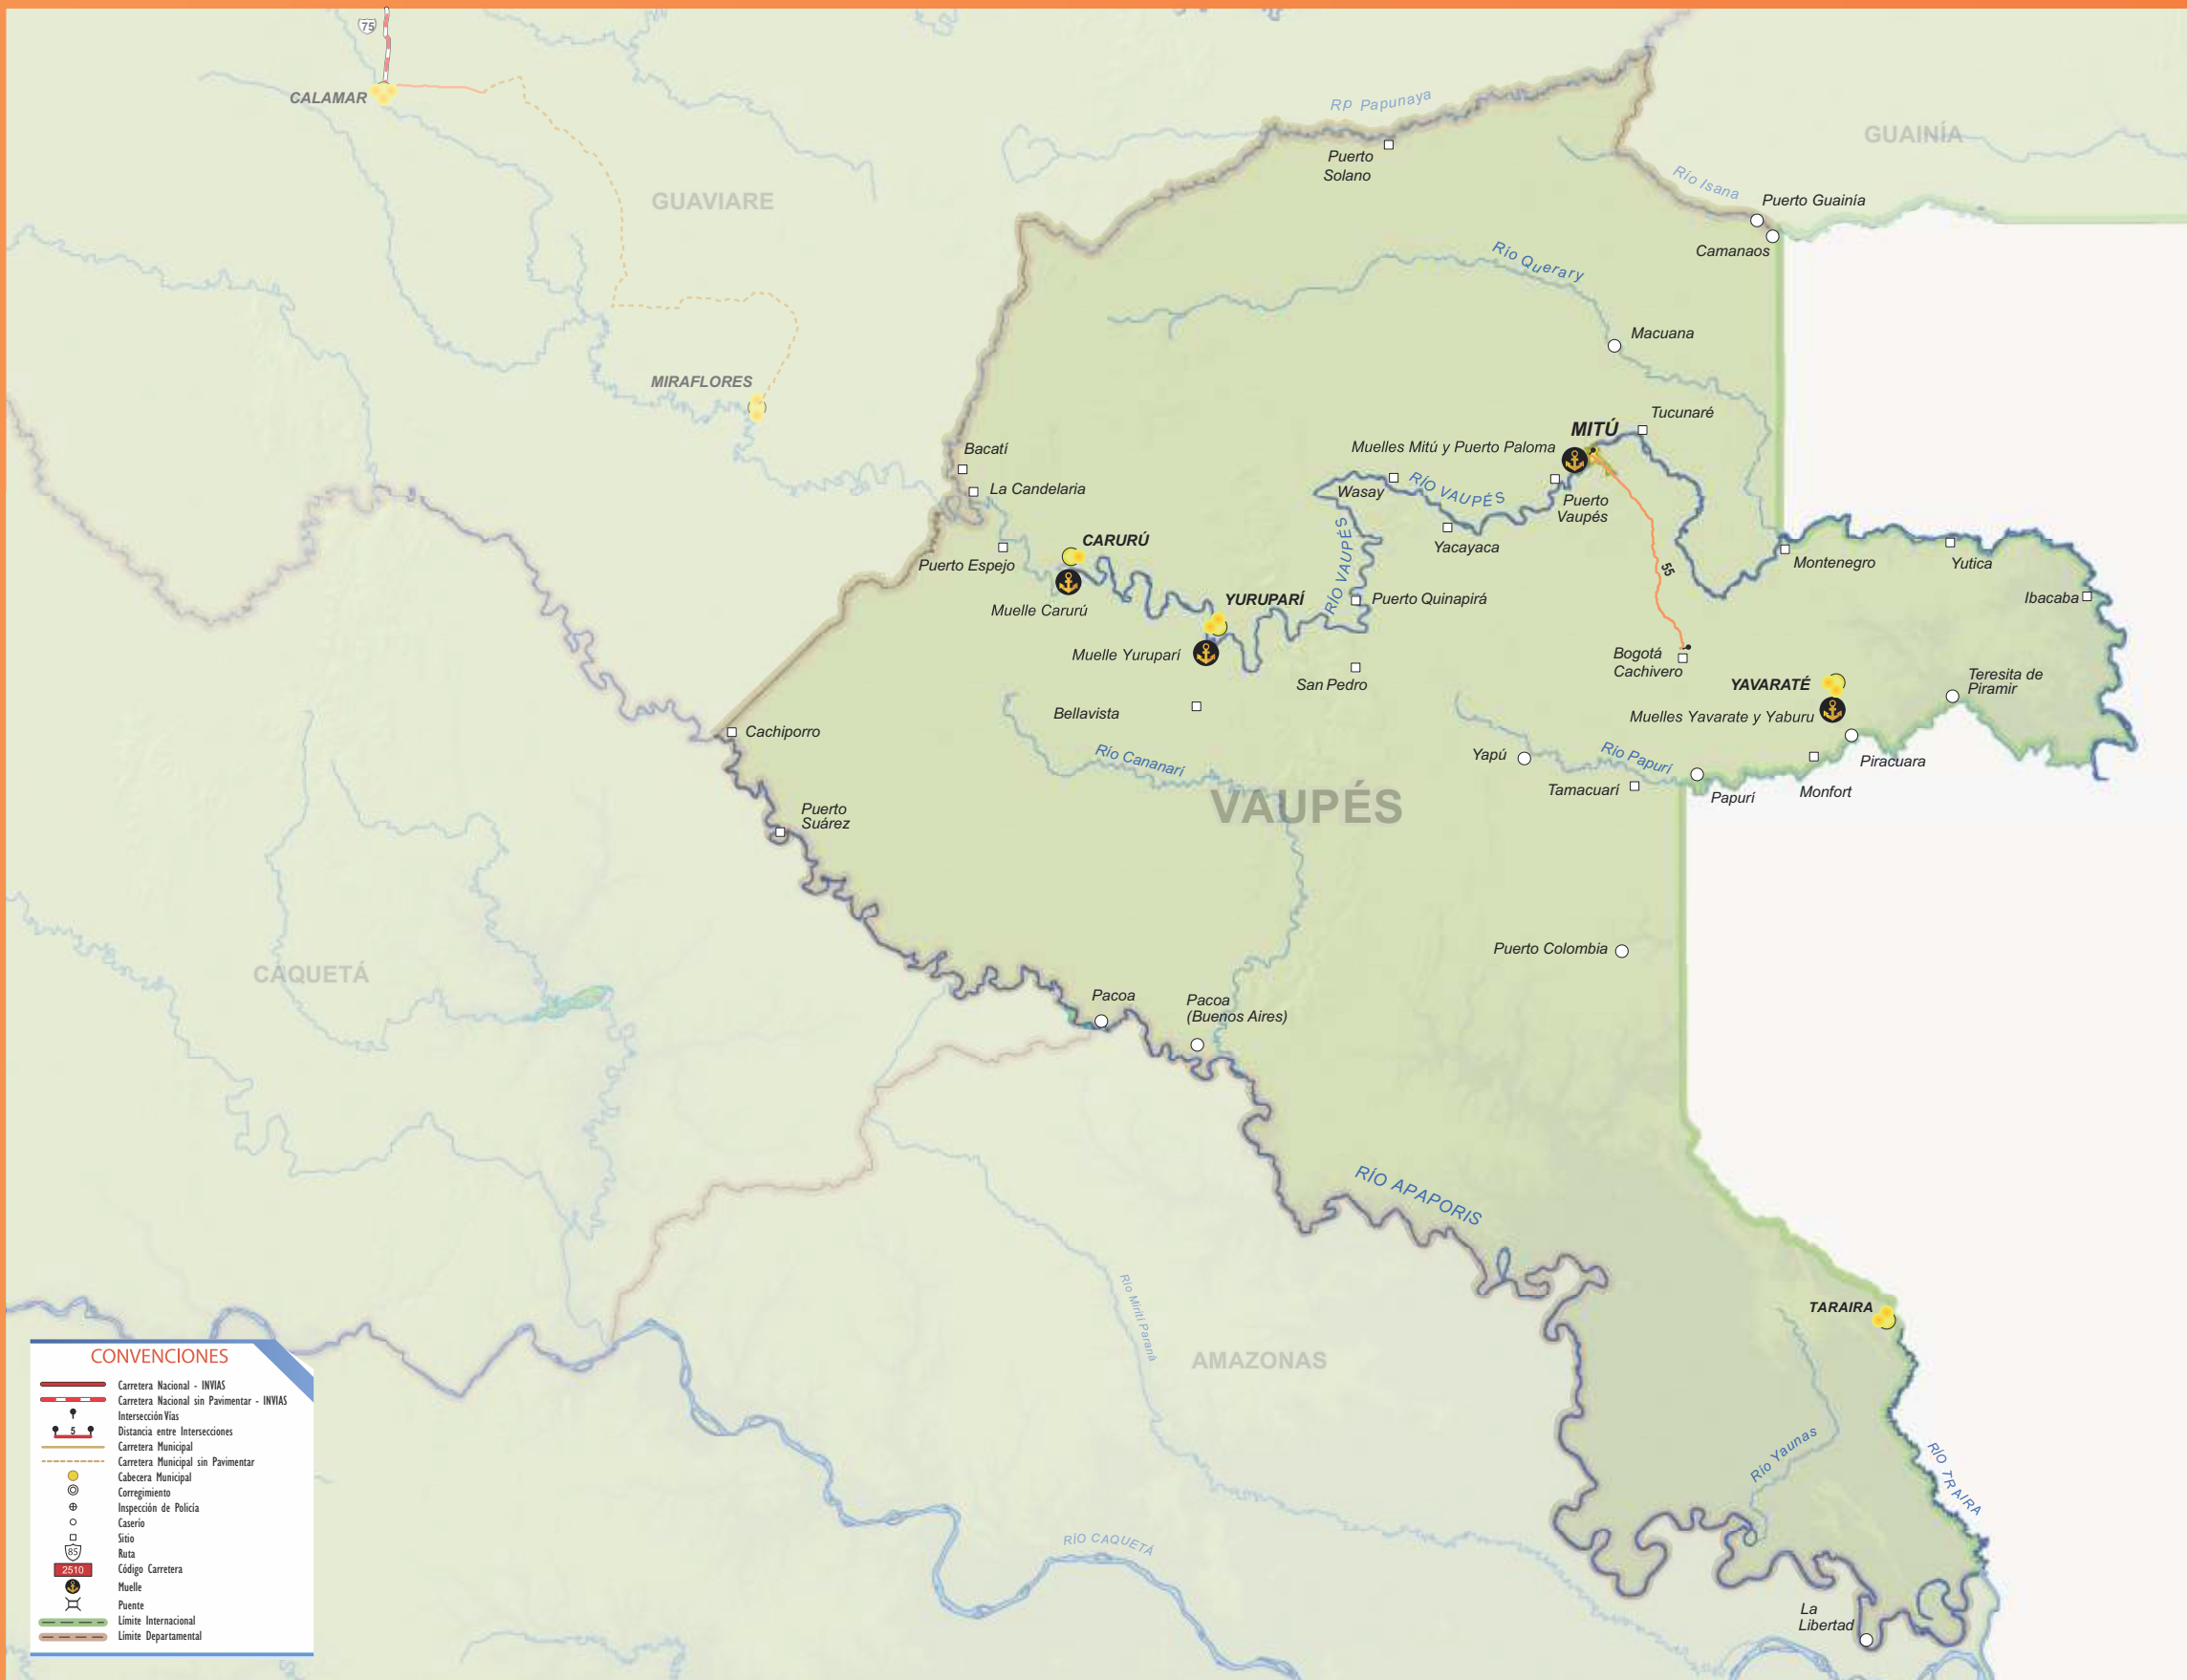 75
CALAMAR
Rp Papunaya
GUAINÍA
Puerto
Solano
Río Isana
GUAVIARE
Puerto Guainía
Camanaos
Río Querary
Macuana
MIRAFLORES
Tucunaré
MITÚ
Muelles Mitú y Puerto Paloma
Bacatí
La Candelaria
Wasay
RÍO VAUPÉS
Puerto
Vaupés
RÍO VAUPÉS
Yacayaca
CARURÚ
Puerto Espejo
Montenegro
Yutica
55
Ibacaba
Muelle Carurú
YURUPARÍ
Puerto Quinapirá
Muelle Yuruparí
Bogotá
Cachivero
San Pedro
YAVARATÉ
Teresita de
Piramir
Bellavista
Muelles Yavarate y Yaburu
Cachiporro
Río Cananarí
Yapú
Río Papurí
Piracuara
Tamacuarí
Papurí
Monfort
VAUPÉS
Puerto
Suárez
Puerto Colombia
CAQUETÁ
Pacoa
Pacoa
(Buenos Aires)
RÍO APAPORIS
Río Miriti Paraná
TARAIRA
AMAZONAS
Río Yaunas
RÍO TRAIRA
RÍO CAQUETÁ
La
Libertad
CONVENCIONES
Carretera Nacional - INVIAS
Carretera Nacional sin Pavimentar - INVIAS
Intersección Vías
5 Distancia entre Intersecciones
Carretera Municipal
Carretera Municipal sin Pavimentar
Cabecera Municipal
Corregimiento
Inspección de Policía
Caserío
Sitio
85 Ruta
2510 Código Carretera
Muelle
Puente
Límite Internacional
Límite Departamental